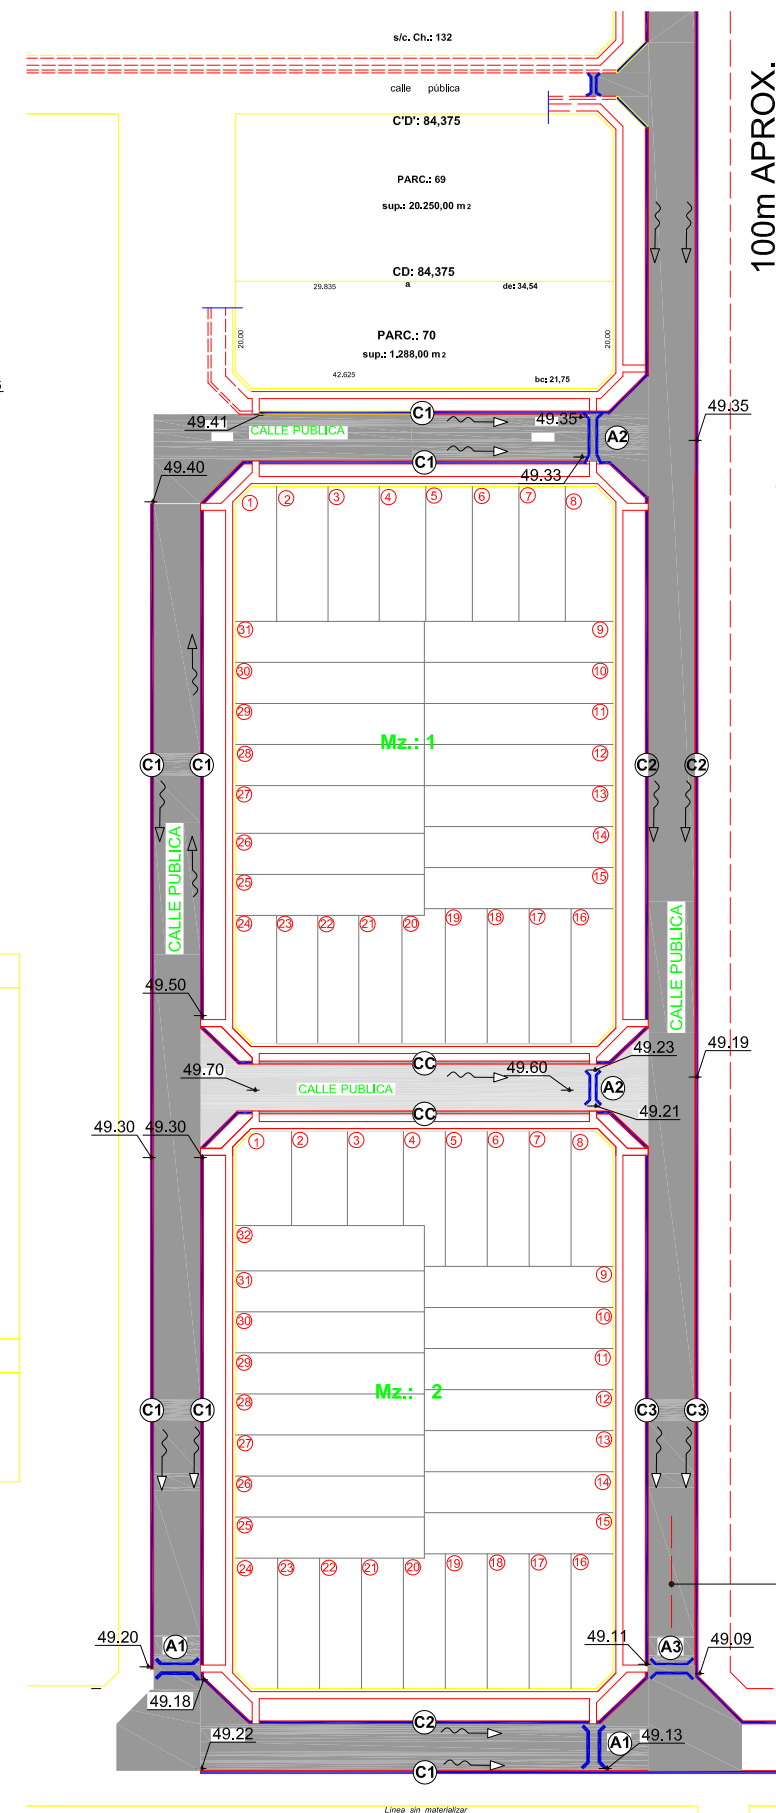 s/c. Ch.: 132
calle pública
C'D': 84,375
100m APROX.
PARC.: 69
sup.: 20.250,00 m2
CD: 84,375
29.835 a de: 34,54
20,00 PARC.: 70 20,00
sup.: 1.288,00 m2
42.625 bc: 21,75
49.41 C1 49.35 49.35
CALLE PUBLICA A2
C1
49.40 49.33
1 2 3 4 5 6 7 8
31 9
30 10
29 11
Mz.: 1
28 12
C1 C1 C2 C2
27 13
26 14
25 15
24 23 22 21 20 19 18 17 16
CALLE PUBLICA
CALLE PUBLICA
49.50
49.23 49.19
CC
49.70 49.60
CALLE PUBLICA A2
CC 49.21
49.30 49.30
1 2 3 4 5 6 7 8
32
31 9
30 10
29 11
Mz.: 2
28 12
C1 C1 C3 C3
27 13
26 14
25 15
24 23 22 21 20 19 18 17 16
49.20 A1 49.11 A3 49.09
49.18
C2
49.22 A1 49.13
C1
Linea sin materializar